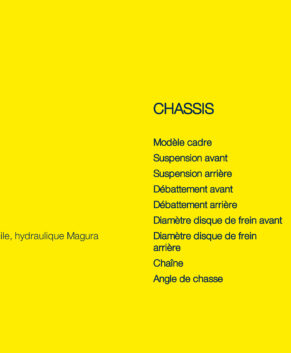 CHASSIS
Modèle cadre
Suspension avant
Suspension arrière
Débattement avant
Débattement arrière
Diamètre disque de frein avant
hydraulique Magura
Diamètre disque de frein
arrière
Chaîne
Angle de chasse